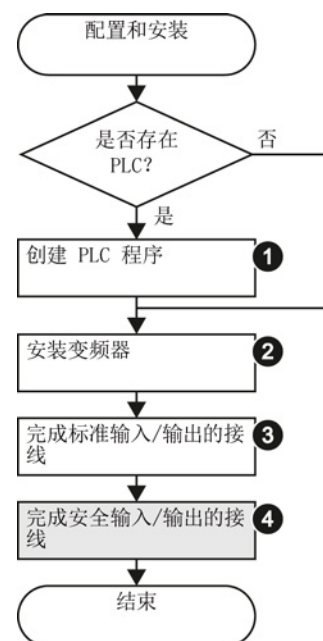 配置和安装
是否存在
PLC?
否
是
创建 PLC 程序
1
安装变频器
2
完成标准输入/输出的接
线
3
完成安全输入/输出的接
线
4
结束